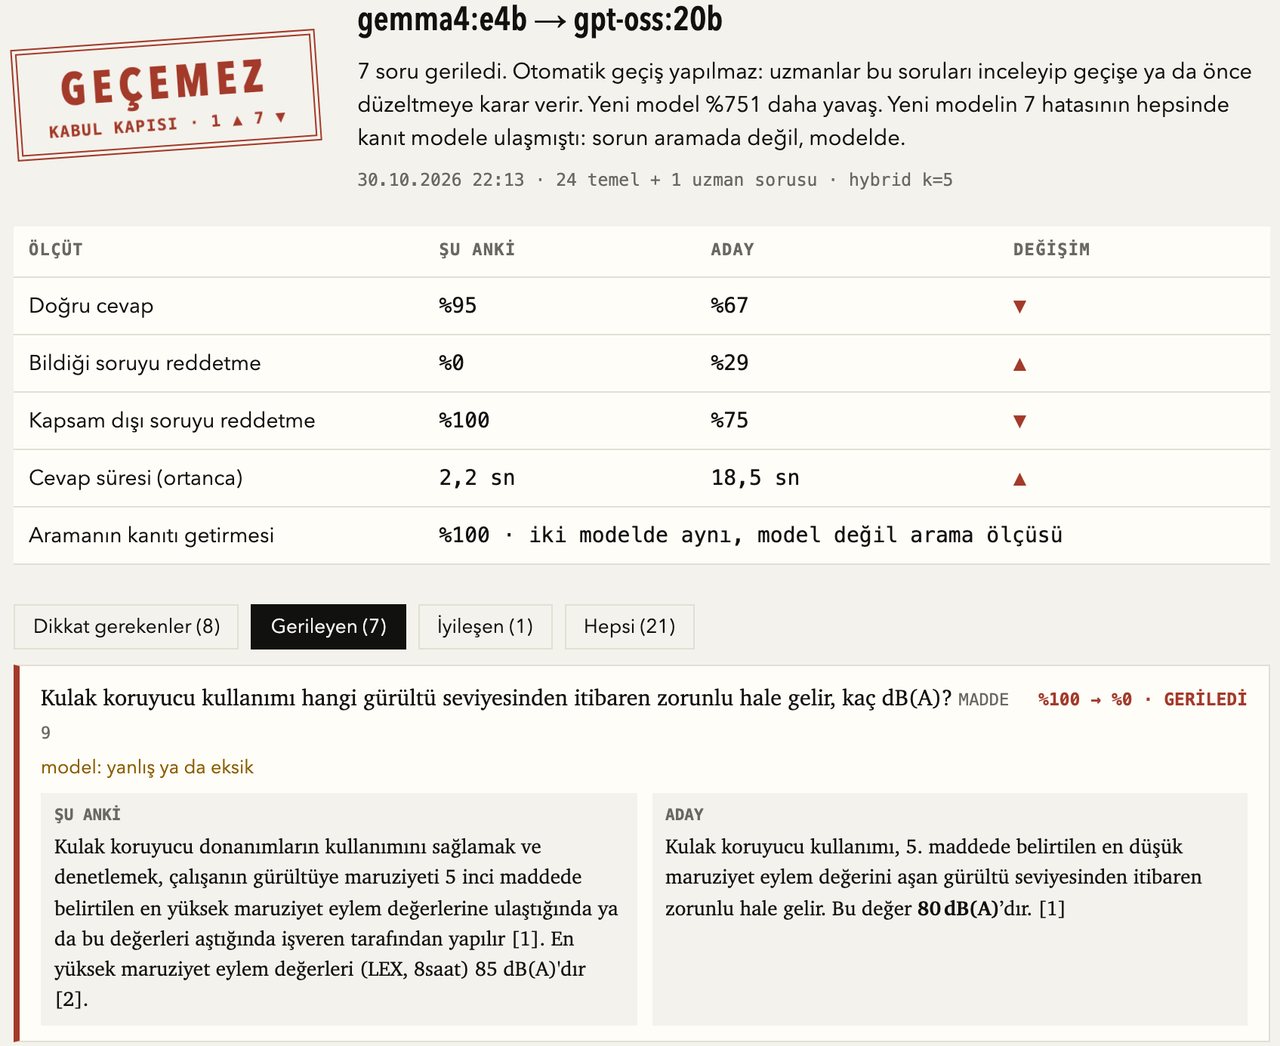 gemma4:e4b → gpt-oss:20b
GEÇEMEZ
KABUL KAPISI · 1 ▲ 7 ▼
7 soru geriledi. Otomatik geçiş yapılmaz: uzmanlar bu soruları inceleyip geçişe ya da önce
düzeltmeye karar verir. Yeni model %751 daha yavaş. Yeni modelin 7 hatasının hepsinde
kanıt modele ulaşmıştı: sorun aramada değil, modelde.
30.10.2026 22:13 · 24 temel + 1 uzman sorusu · hybrid k=5
ÖLÇÜT ŞU ANKİ ADAY DEĞİŞİM
Doğru cevap %95 %67 ▼
Bildiği soruyu reddetme %0 %29 ▲
Kapsam dışı soruyu reddetme %100 %75 ▼
Cevap süresi (ortanca) 2,2 sn 18,5 sn ▲
Aramanın kanıtı getirmesi %100 · iki modelde aynı, model değil arama ölçüsü
Dikkat gerekenler (8) Gerileyen (7) İyileşen (1) Hepsi (21)
Kulak koruyucu kullanımı hangi gürültü seviyesinden itibaren zorunlu hale gelir, kaç dB(A)? MADDE %100 → %0 · GERİLEDİ
9
model: yanlış ya da eksik
ŞU ANKİ
Kulak koruyucu donanımların kullanımını sağlamak ve
denetlemek, çalışanın gürültüye maruziyeti 5 inci maddede
belirtilen en yüksek maruziyet eylem değerlerine ulaştığında ya
da bu değerleri aştığında işveren tarafından yapılır [1]. En
yüksek maruziyet eylem değerleri (LEX, 8saat) 85 dB(A)'dır
[2].
ADAY
Kulak koruyucu kullanımı, 5. maddede belirtilen en düşük
maruziyet eylem değerini aşan gürültü seviyesinden itibaren
zorunlu hale gelir. Bu değer 80 dB(A)’dır. [1]